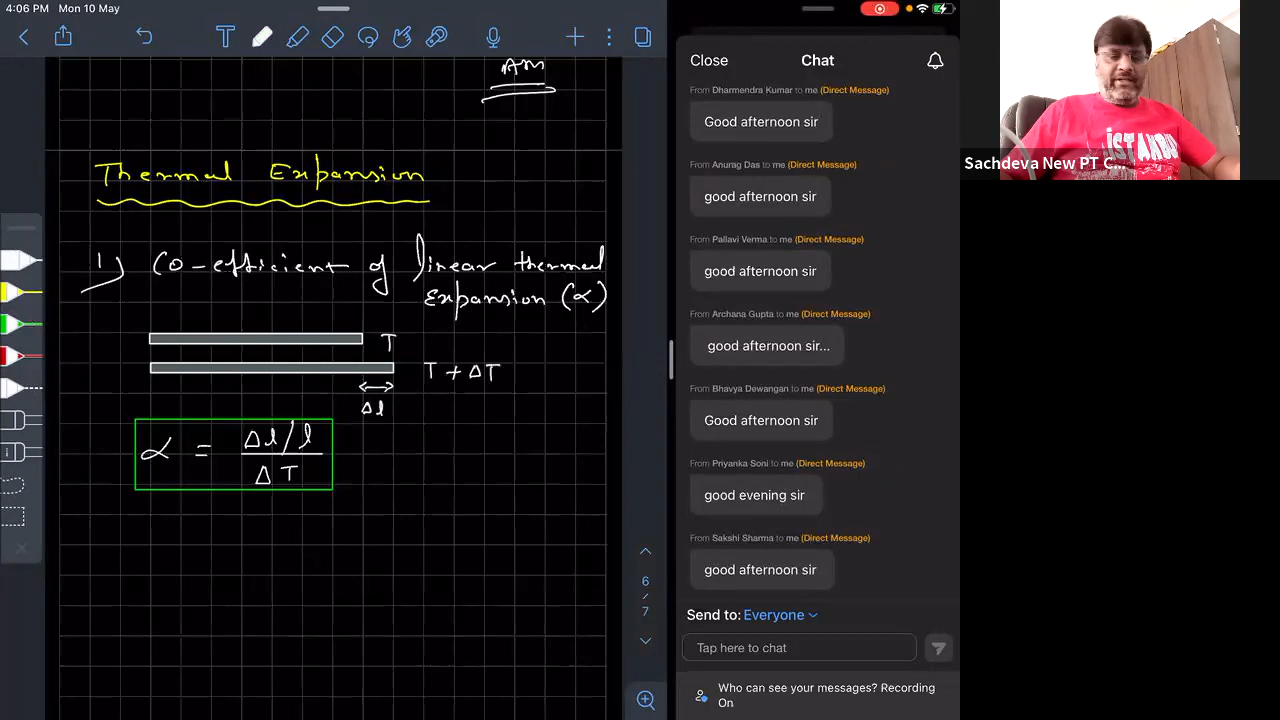 4:06 PM Mon 10 May
Am
Thermal Expansion
1) Co-efficient of linear thermal
Expansion (α)
T
T + ΔT
Δl
α = Δl/l
ΔT
6
/
7
Close
Chat
From Dharmendra Kumar to me (Direct Message)
Good afternoon sir
From Anurag Das to me (Direct Message)
good afternoon sir
From Pallavi Verma to me (Direct Message)
good afternoon sir
From Archana Gupta to me (Direct Message)
good afternoon sir...
From Bhavya Dewangan to me (Direct Message)
Good afternoon sir
From Priyanka Soni to me (Direct Message)
good evening sir
From Sakshi Sharma to me (Direct Message)
good afternoon sir
Send to: Everyone
Tap here to chat
Who can see your messages? Recording
On
İSTANBU
Sachdeva New PT C...